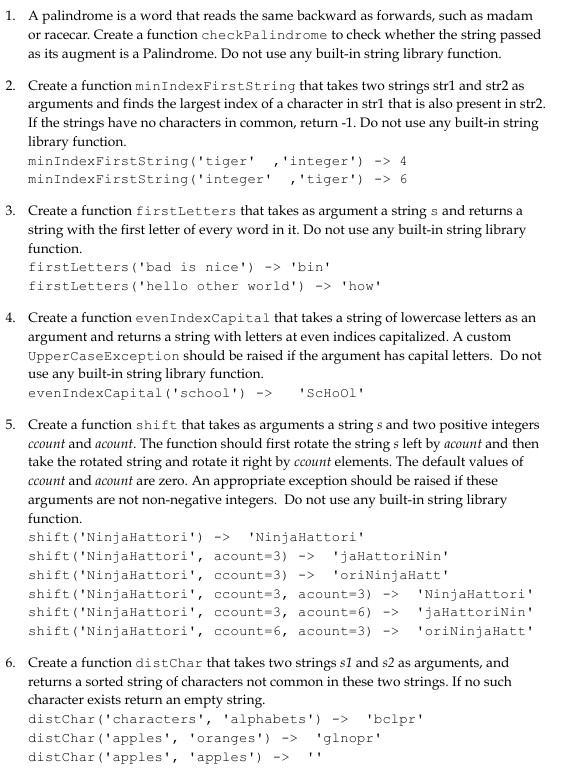 1. A palindrome is a word that reads the same backward as forwards, such as madam
or racecar. Create a function checkPalindrome to check whether the string passed
as its augment is a Palindrome. Do not use any built-in string library function.
2. Create a function minIndexFirstString that takes two strings str1 and str2 as
arguments and finds the largest index of a character in str1 that is also present in str2.
If the strings have no characters in common, return -1. Do not use any built-in string
library function.
minIndexFirstString('tiger' ,'integer') -> 4
minIndexFirstString('integer' ,'tiger') -> 6
3. Create a function firstLetters that takes as argument a string s and returns a
string with the first letter of every word in it. Do not use any built-in string library
function.
firstLetters('bad is nice') -> 'bin'
firstLetters('hello other world') -> 'how'
4. Create a function evenIndexCapital that takes a string of lowercase letters as an
argument and returns a string with letters at even indices capitalized. A custom
UpperCaseException should be raised if the argument has capital letters. Do not
use any built-in string library function.
evenIndexCapital('school') -> 'ScHoOl'
5. Create a function shift that takes as arguments a string s and two positive integers
ccount and acount. The function should first rotate the string s left by acount and then
take the rotated string and rotate it right by ccount elements. The default values of
ccount and acount are zero. An appropriate exception should be raised if these
arguments are not non-negative integers. Do not use any built-in string library
function.
shift('NinjaHattori') -> 'NinjaHattori'
shift('NinjaHattori', acount=3) -> 'jaHattoriNin'
shift('NinjaHattori', ccount=3) -> 'oriNinjaHatt'
shift('NinjaHattori', ccount=3, acount=3) -> 'NinjaHattori'
shift('NinjaHattori', ccount=3, acount=6) -> 'jaHattoriNin'
shift('NinjaHattori', ccount=6, acount=3) -> 'oriNinjaHatt'
6. Create a function distChar that takes two strings s1 and s2 as arguments, and
returns a sorted string of characters not common in these two strings. If no such
character exists return an empty string.
distChar('characters', 'alphabets') -> 'bclpr'
distChar('apples', 'oranges') -> 'glnopr'
distChar('apples', 'apples') -> ''